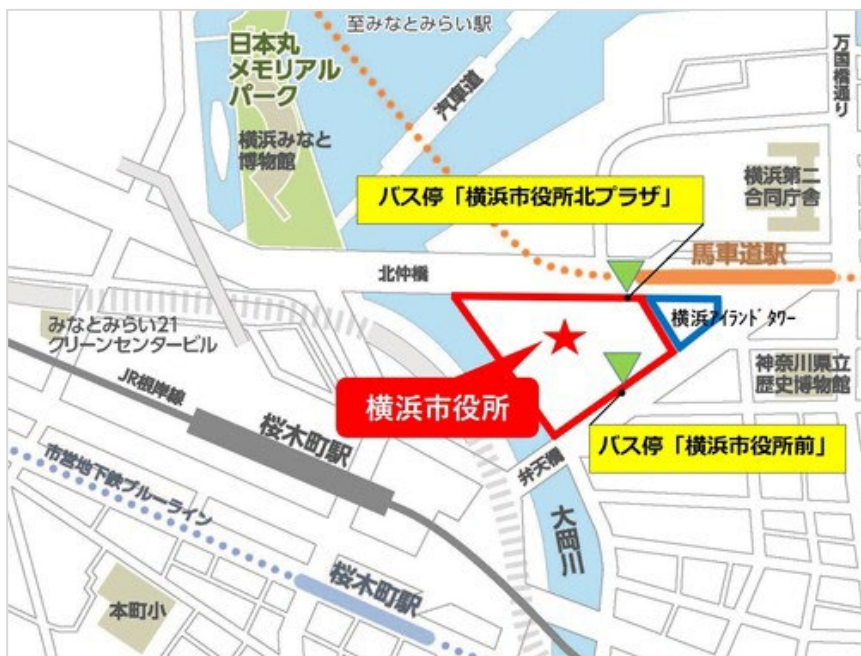 至みなとみらい駅
日本丸
メモリアル
パーク
汽車道
万国橋通り
横浜みなと
博物館
横浜第二
合同庁舎
バス停「横浜市役所北プラザ」
馬車道駅
北仲橋
横浜アイランドタワー
みなとみらい21
クリーンセンタービル
神奈川県立
歴史博物館
JR根岸線
横浜市役所
桜木町駅
バス停「横浜市役所前」
弁天橋
市営地下鉄ブルーライン
大岡川
桜木町駅
本町小